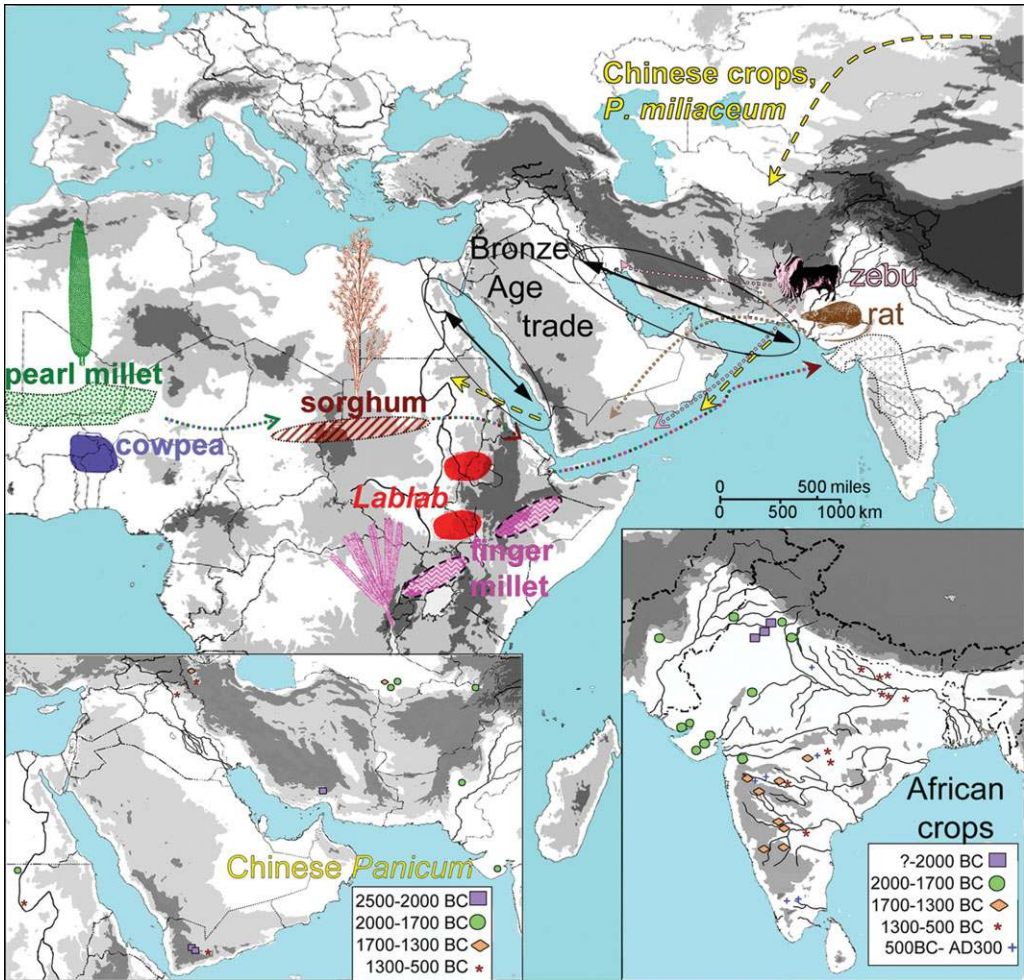 Chinese crops,
P. miliaceum
Bronze
Age
trade
zebu
rat
pearl millet
sorghum
cowpea
Lablab
finger
millet
0 500 miles
0 500 1000 km
Chinese Panicum
2500-2000 BC
2000-1700 BC
1700-1300 BC
1300-500 BC
African
crops
?-2000 BC
2000-1700 BC
1700-1300 BC
1300-500 BC
500BC- AD300